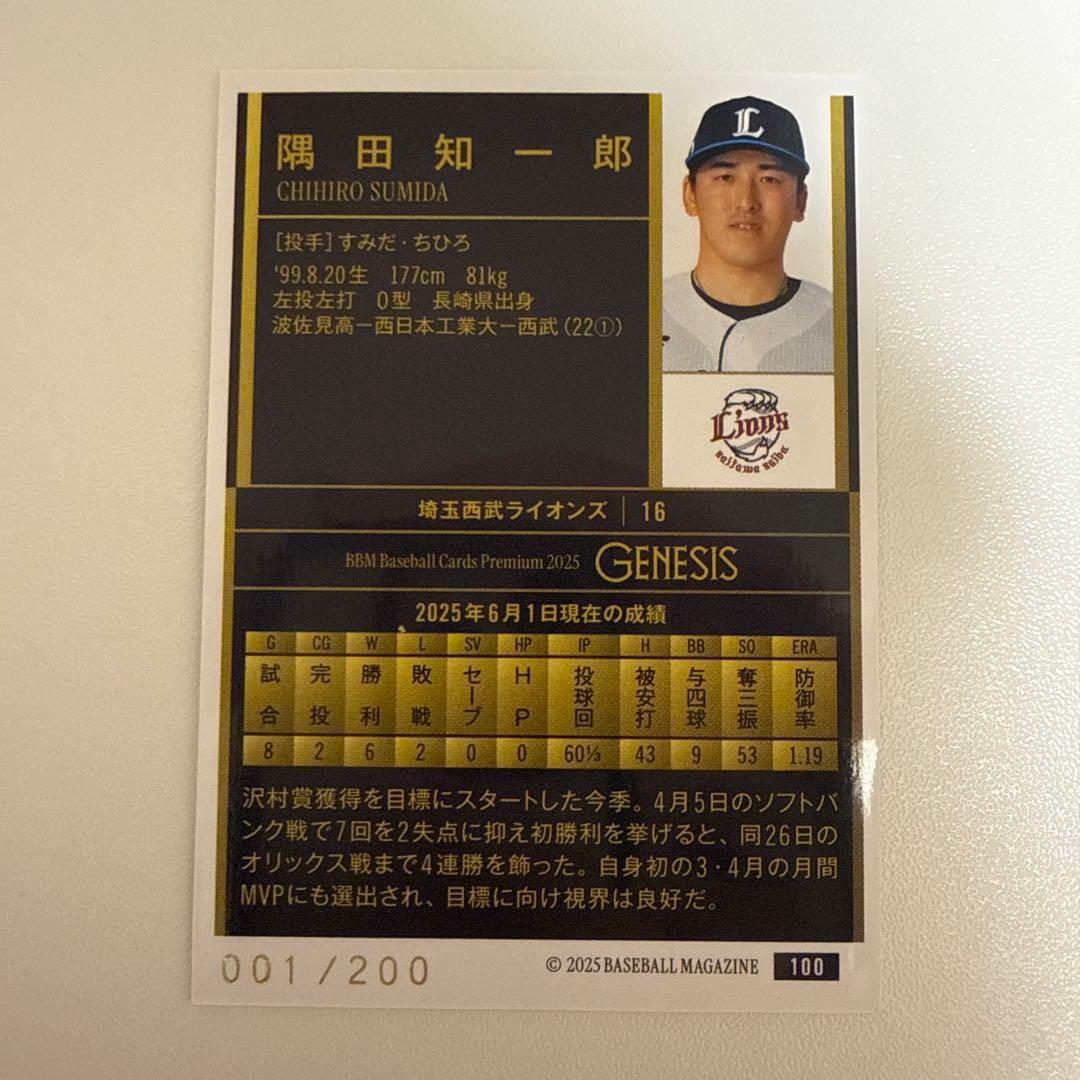 隅田知一郎
CHIHIRO SUMIDA
L
[投手]すみだ・ちひろ
'99.8.20生 177cm 81kg
左投左打 O型 長崎県出身
波佐見高ー西日本工業大ー西武(22①)
Lions
saitama seibu
埼玉西武ライオンズ | 16
BBM Baseball Cards Premium 2025 GENESIS
2025年6月1日現在の成績
G CG W L SV HP IP H BB SO ERA
試合 完投 勝利 敗戦 セーブ HP 投球回 被安打 与四球 奪三振 防御率
8 2 6 2 0 0 60⅓ 43 9 53 1.19
沢村賞獲得を目標にスタートした今季。4月5日のソフトバ
ンク戦で7回を2失点に抑え初勝利を挙げると、同26日の
オリックス戦まで4連勝を飾った。自身初の3・4月の月間
MVPにも選出され、目標に向け視界は良好だ。
001/200
© 2025 BASEBALL MAGAZINE 100